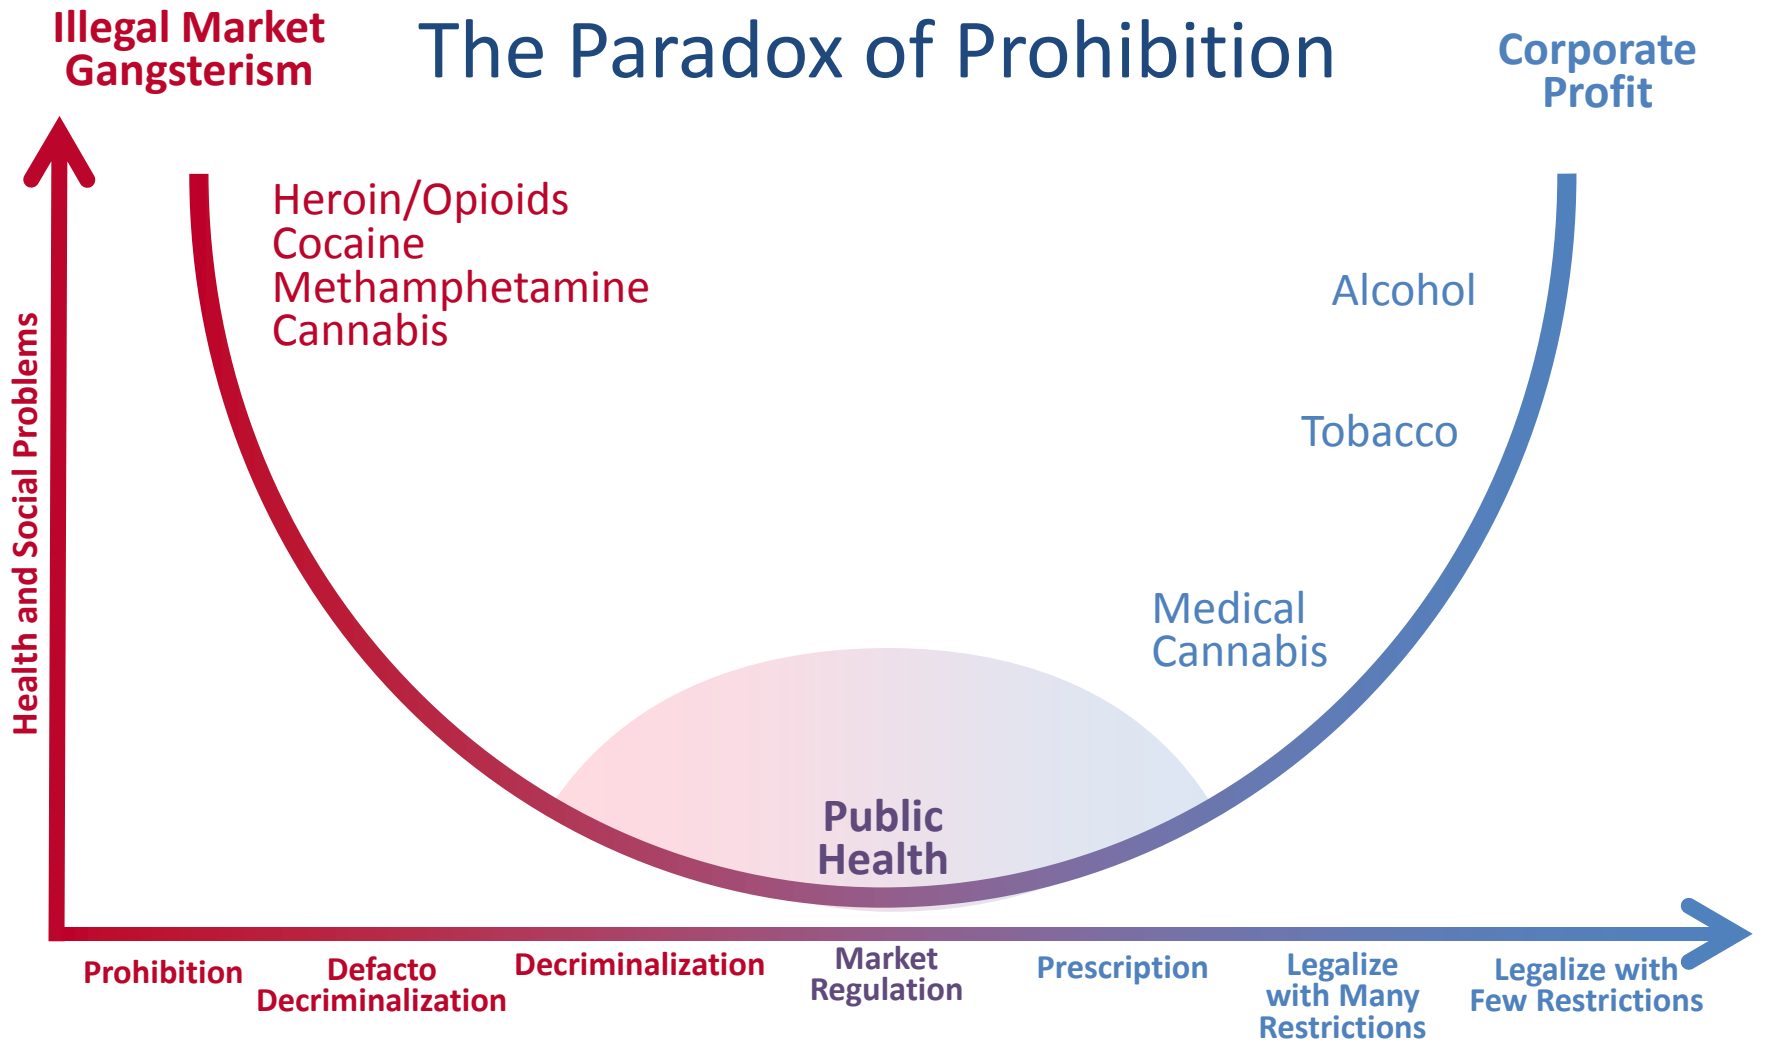 Illegal Market
Gangsterism
The Paradox of Prohibition
Corporate
Profit
Heroin/Opioids
Cocaine
Methamphetamine
Cannabis
Alcohol
Tobacco
Medical
Cannabis
Public
Health
Health and Social Problems
Prohibition
Defacto
Decriminalization
Decriminalization
Market
Regulation
Prescription
Legalize
with Many
Restrictions
Legalize with
Few Restrictions